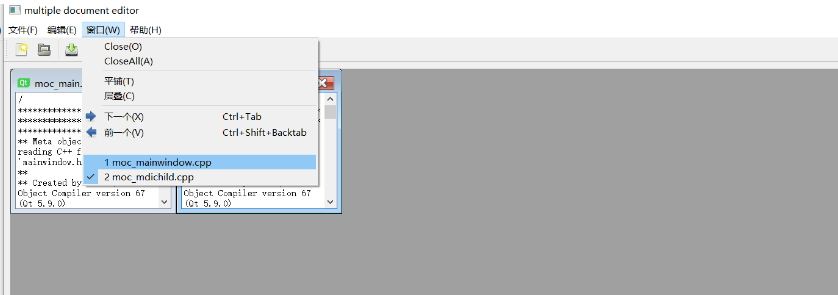 multiple document editor
文件(F) 编辑(E) 窗口(W) 帮助(H)
Close(O)
CloseAll(A)
平铺(T)
层叠(C)
下一个(X) Ctrl+Tab
前一个(V) Ctrl+Shift+Backtab
1 moc_mainwindow.cpp
2 moc_mdichild.cpp
Qt moc_main.
/
*************
*************
*************
** Meta objec
reading C++ f
'mainwindow.h
**
** Created by
Object Compiler version 67
(Qt 5.9.0)
Object Compiler version 67
(Qt 5.9.0)